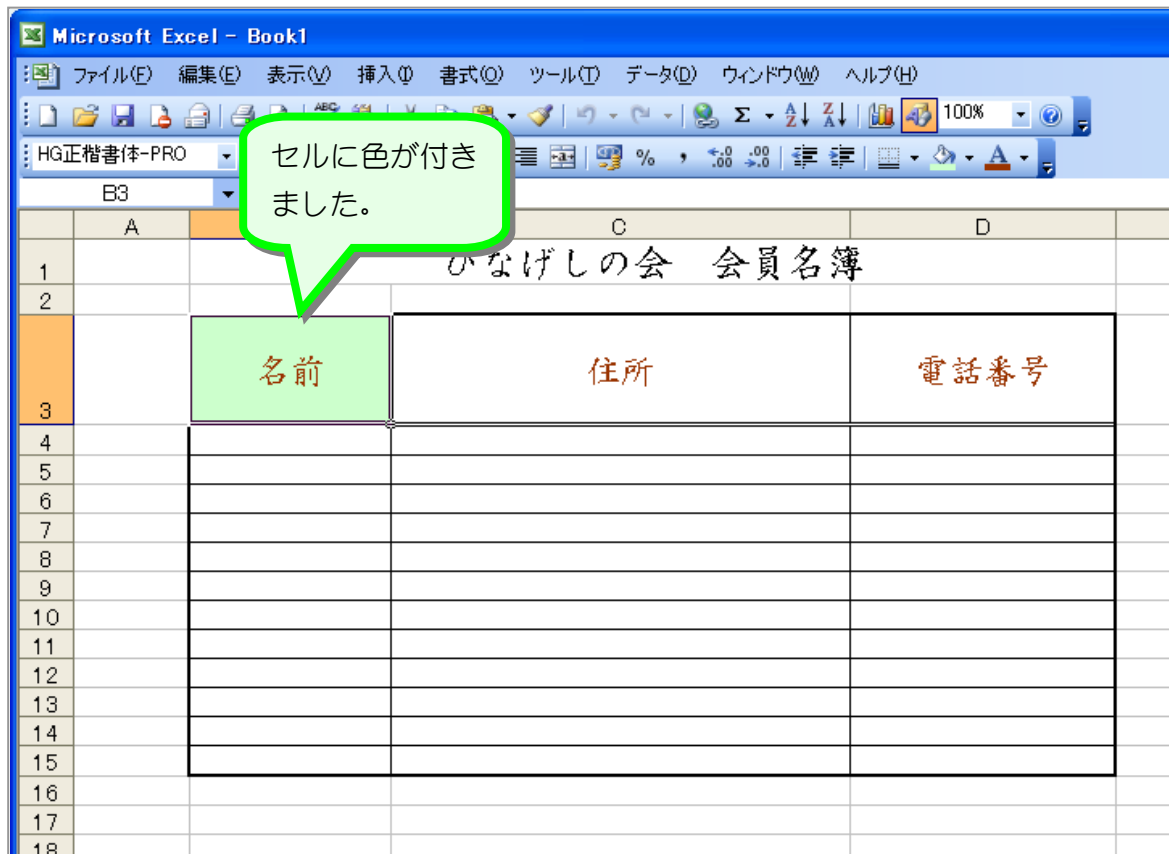 Microsoft Excel - Book1
ファイル(F) 編集(E) 表示(V) 挿入(I) 書式(O) ツール(T) データ(D) ウィンドウ(W) ヘルプ(H)
100%
HG正楷書体-PRO
セルに色が付き
ました。
B3
A C D
1 ひなげしの会 会員名簿
2
3 名前 住所 電話番号
4
5
6
7
8
9
10
11
12
13
14
15
16
17
18